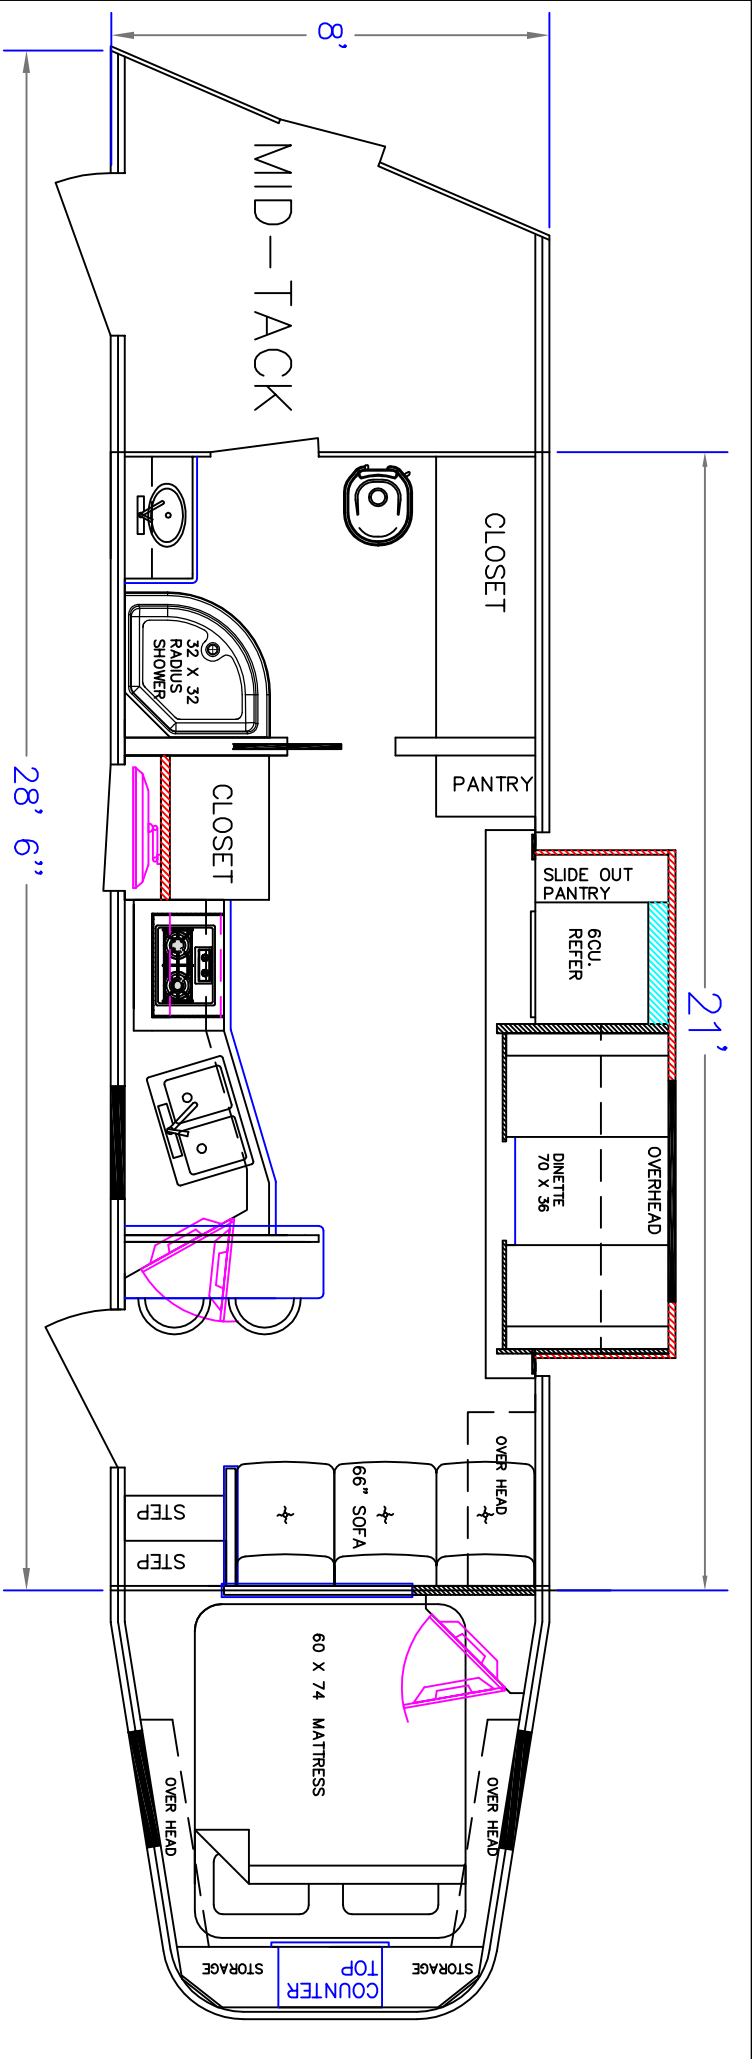 8'
MID-TACK
CLOSET
32 X 32
RADIUS
SHOWER
PANTRY
28' 6"
CLOSET
SLIDE OUT
PANTRY
6CU.
REFER
21'
OVERHEAD
DINETTE
70 X 36
OVER HEAD
66" SOFA
STEP
STEP
60 X 74 MATTRESS
OVER HEAD
OVER HEAD
STORAGE
COUNTER
TOP
STORAGE